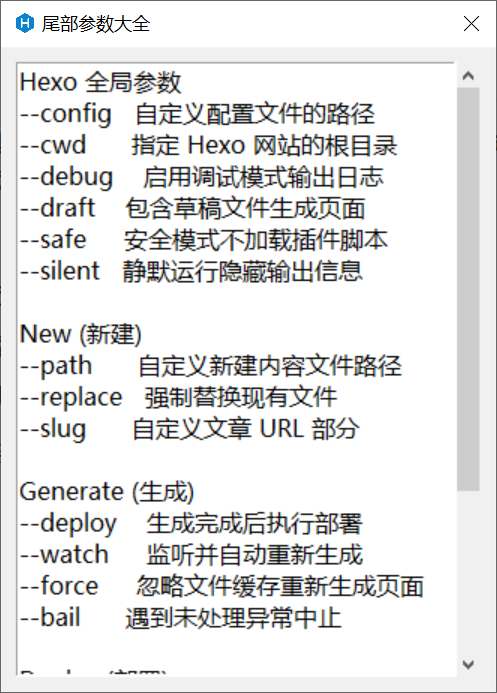 尾部参数大全
Hexo 全局参数
--config 自定义配置文件的路径
--cwd 指定 Hexo 网站的根目录
--debug 启用调试模式输出日志
--draft 包含草稿文件生成页面
--safe 安全模式不加载插件脚本
--silent 静默运行隐藏输出信息
New (新建)
--path 自定义新建内容文件路径
--replace 强制替换现有文件
--slug 自定义文章 URL 部分
Generate (生成)
--deploy 生成完成后执行部署
--watch 监听并自动重新生成
--force 忽略文件缓存重新生成页面
--bail 遇到未处理异常中止